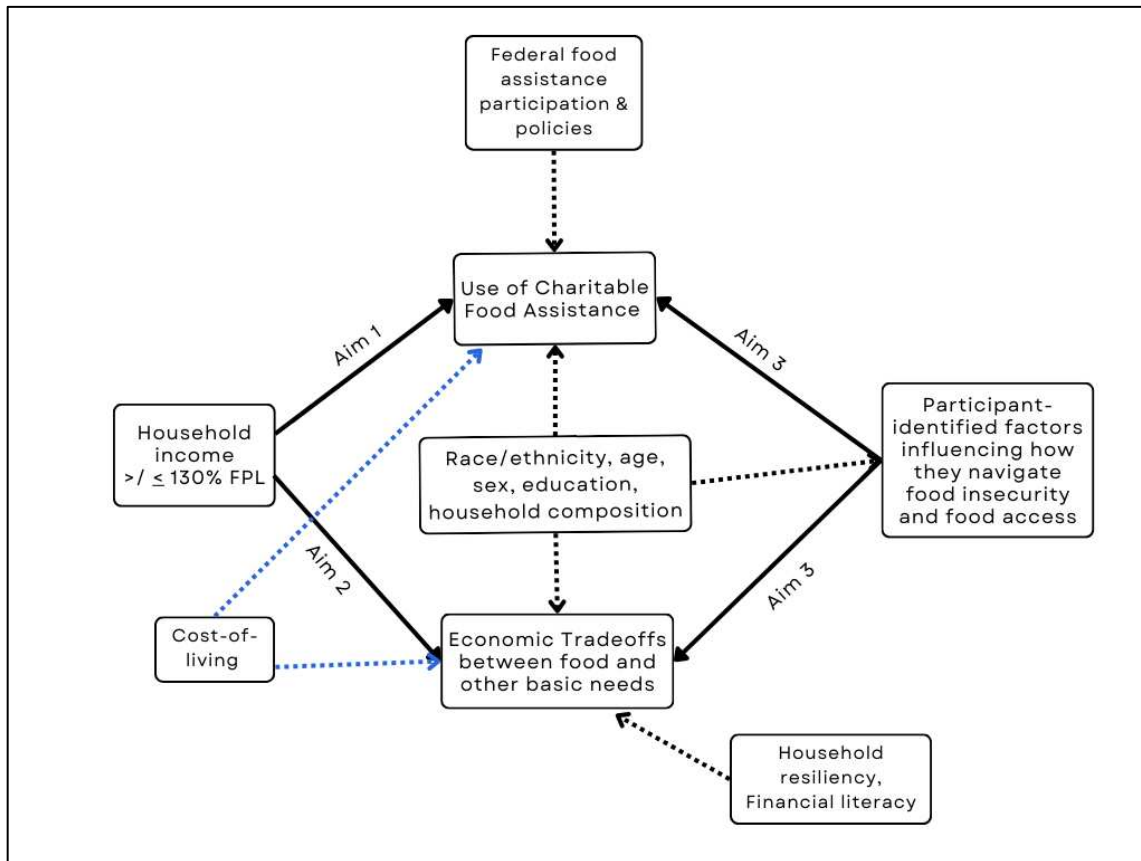 Federal food
assistance
participation &
policies
Use of Charitable
Food Assistance
Aim 1
Aim 3
Household
income
>/ ≤ 130% FPL
Race/ethnicity, age,
sex, education,
household composition
Participant-
identified factors
influencing how
they navigate
food insecurity
and food access
Aim 2
Aim 3
Cost-of-
living
Economic Tradeoffs
between food and
other basic needs
Household
resiliency,
Financial literacy